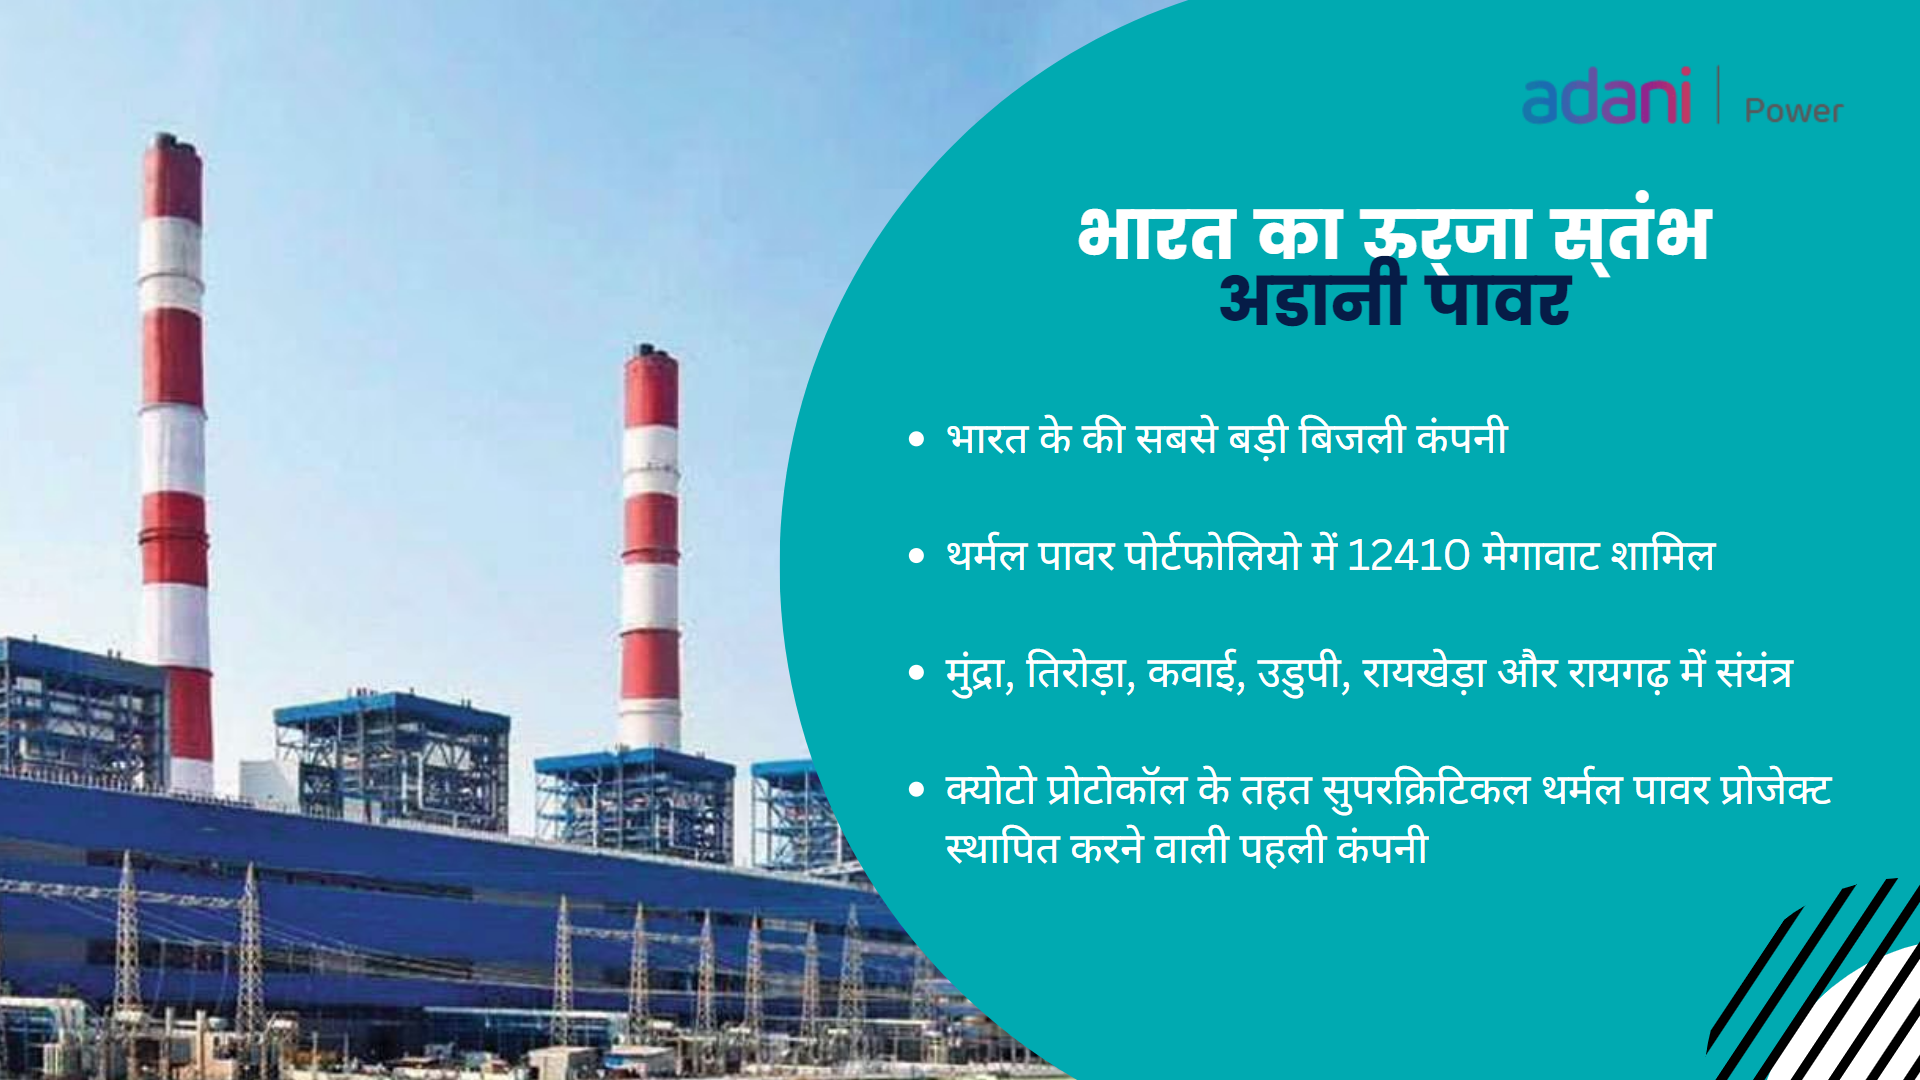 adani | Power
भारत का ऊर्जा स्तंभ
अडानी पावर
• भारत के की सबसे बड़ी बिजली कंपनी
• थर्मल पावर पोर्टफोलियो में 12410 मेगावाट शामिल
• मुंद्रा, तिरोड़ा, कवाई, उडुपी, रायखेड़ा और रायगढ़ में संयंत्र
• क्योटो प्रोटोकॉल के तहत सुपरक्रिटिकल थर्मल पावर प्रोजेक्ट
स्थापित करने वाली पहली कंपनी